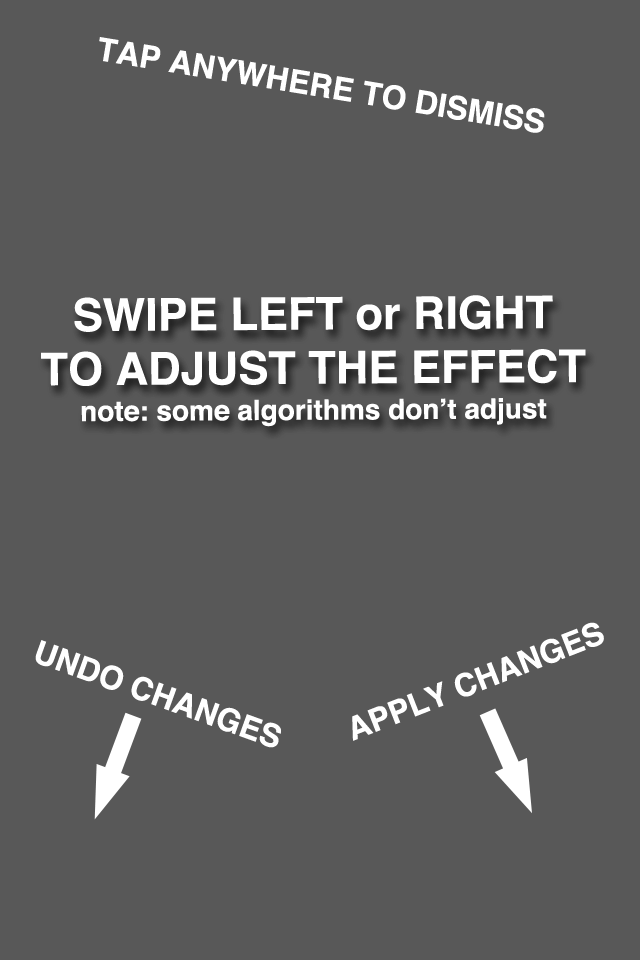 TAP ANYWHERE TO DISMISS
SWIPE LEFT or RIGHT
TO ADJUST THE EFFECT
note: some algorithms don't adjust
UNDO CHANGES
APPLY CHANGES